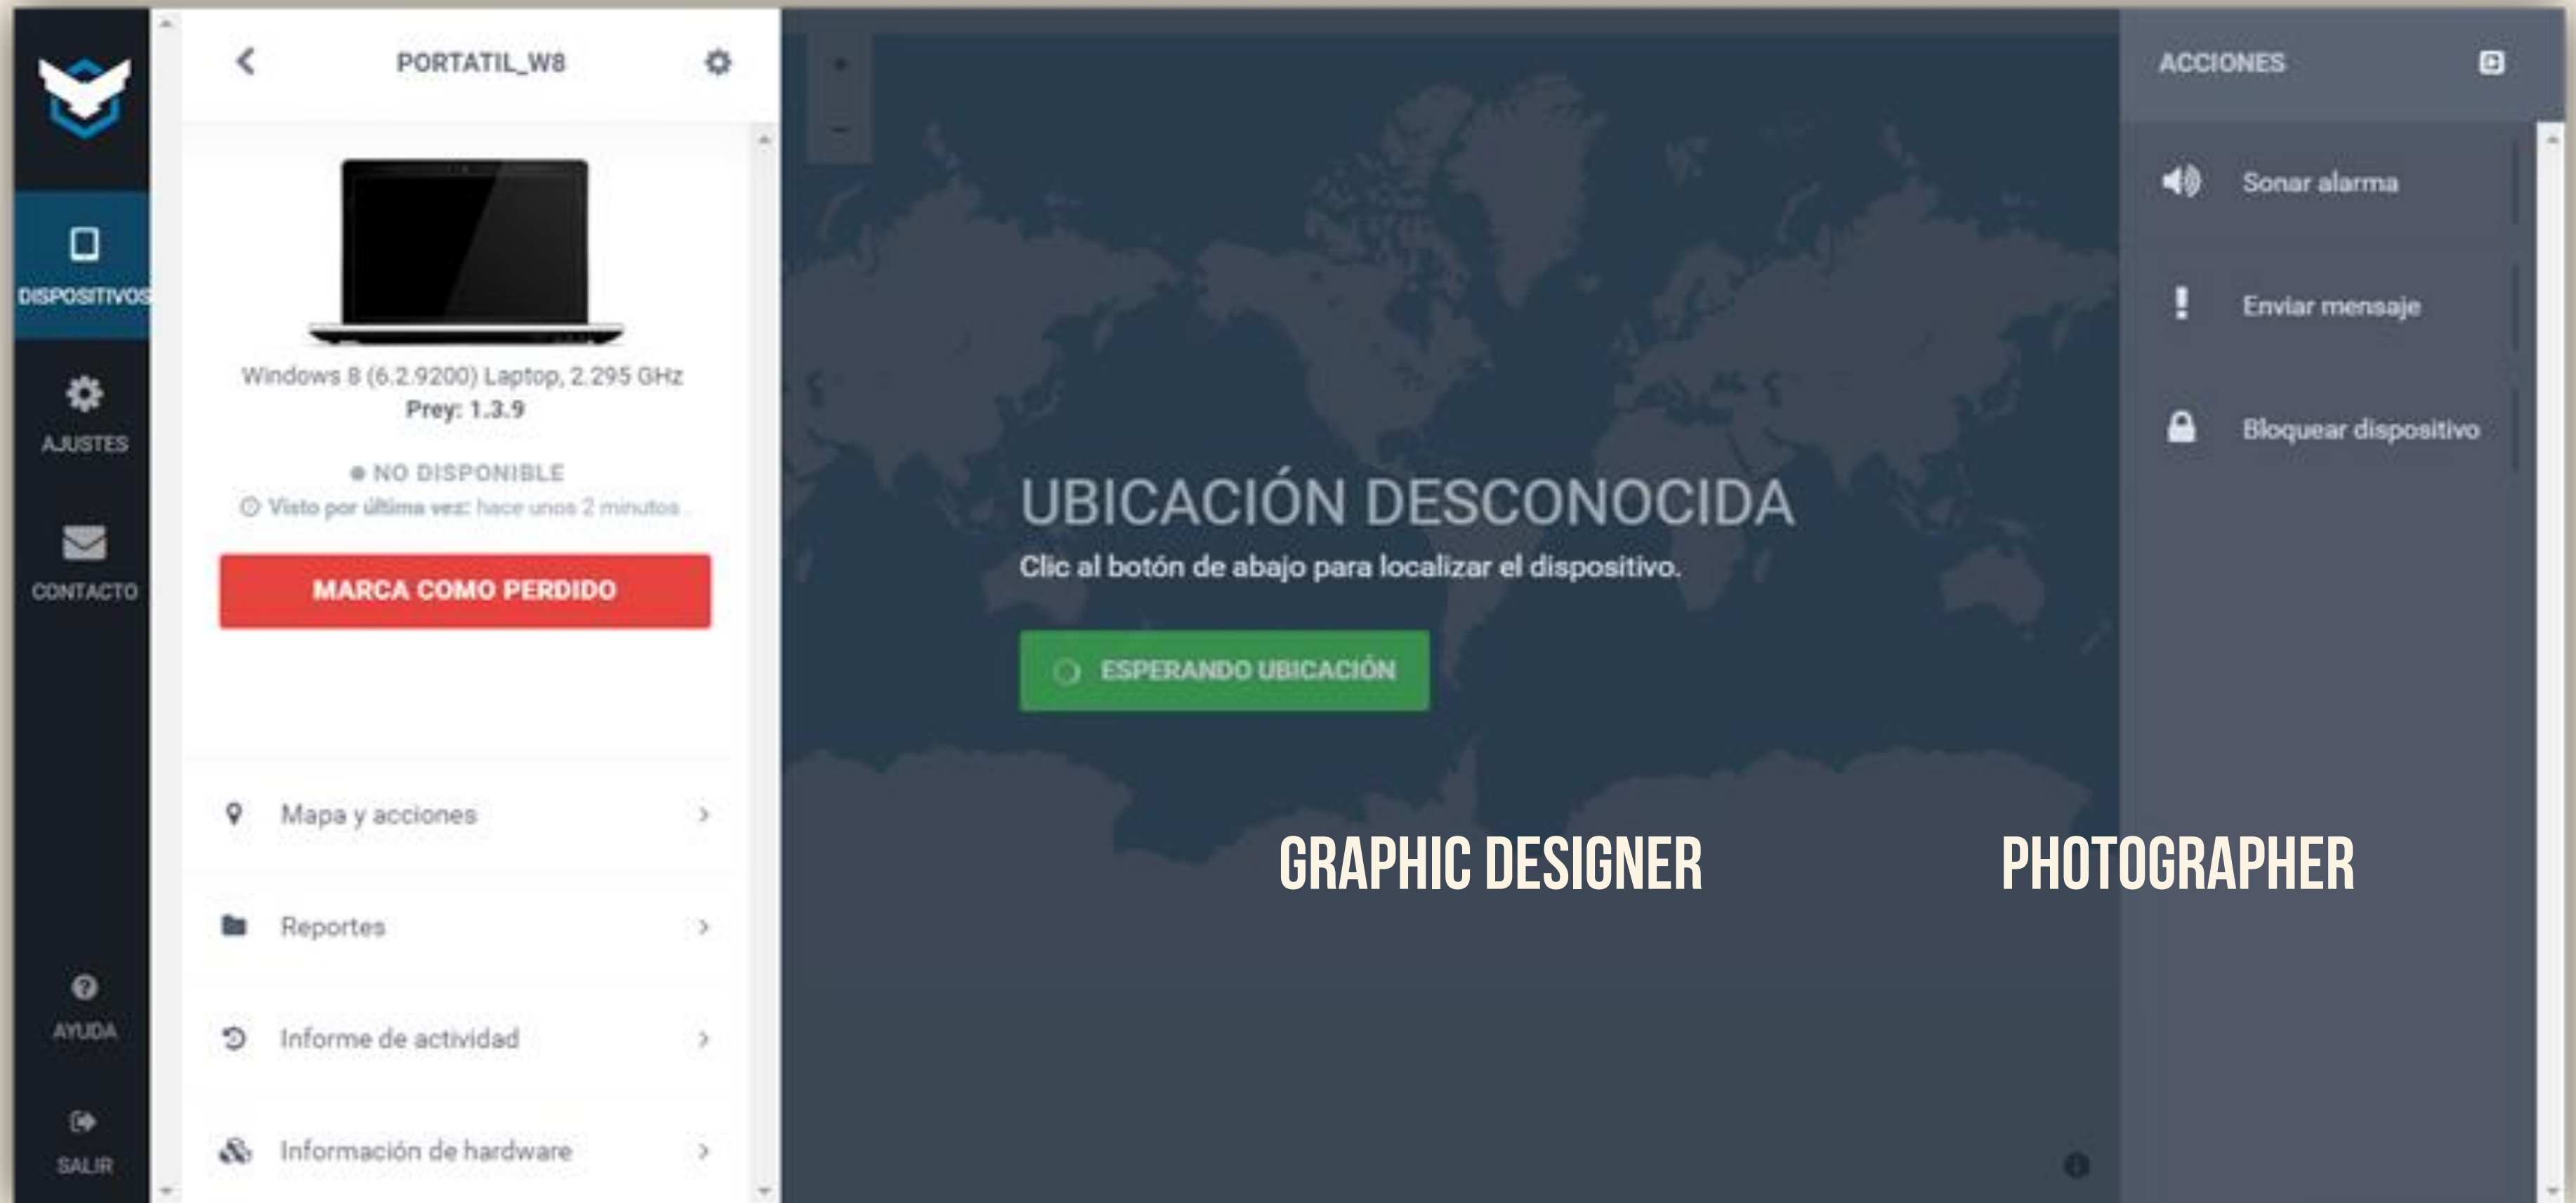 DISPOSITIVOS
AJUSTES
CONTACTO
AYUDA
SALIR
PORTATIL_W8
Windows 8 (6.2.9200) Laptop, 2.295 GHz
Prey: 1.3.9
NO DISPONIBLE
Visto por última vez: hace unos 2 minutos .
MARCA COMO PERDIDO
Mapa y acciones
Reportes
Informe de actividad
Información de hardware
UBICACIÓN DESCONOCIDA
Clic al botón de abajo para localizar el dispositivo.
ESPERANDO UBICACIÓN
GRAPHIC DESIGNER
PHOTOGRAPHER
ACCIONES
Sonar alarma
Enviar mensaje
Bloquear dispositivo